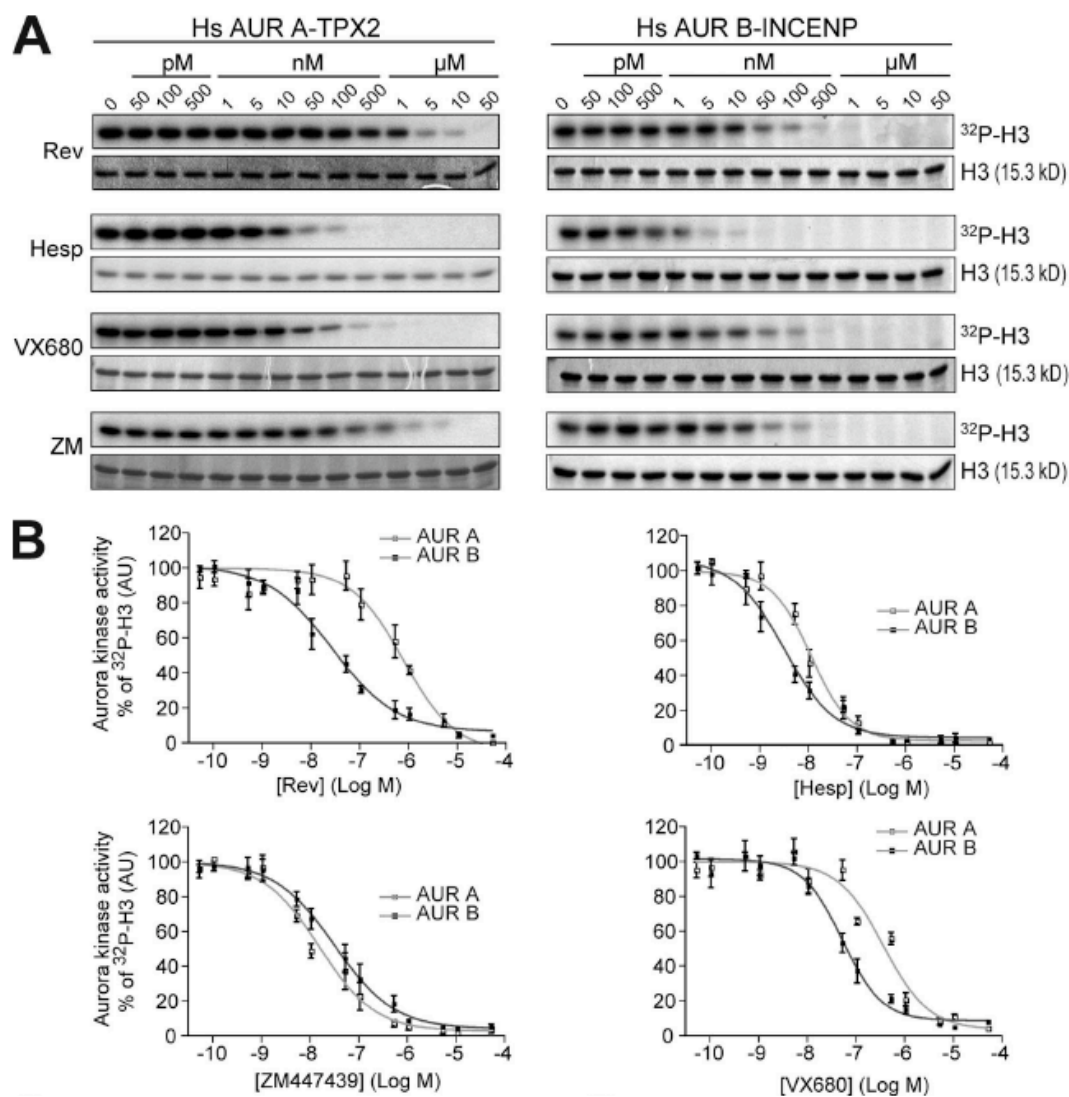 A
Hs AUR A-TPX2
Hs AUR B-INCENP
pM nM µM
pM nM µM
0 50 100 500 1 5 10 50 100 500 1 5 10 50
0 50 100 500 1 5 10 50 100 500 1 5 10 50
Rev
³²P-H3
H3 (15.3 kD)
Hesp
³²P-H3
H3 (15.3 kD)
VX680
³²P-H3
H3 (15.3 kD)
ZM
³²P-H3
H3 (15.3 kD)
B
Aurora kinase activity
% of ³²P-H3 (AU)
120
100
80
60
40
20
0
AUR A
AUR B
-10 -9 -8 -7 -6 -5 -4
[Rev] (Log M)
120
100
80
60
40
20
0
AUR A
AUR B
-10 -9 -8 -7 -6 -5 -4
[Hesp] (Log M)
Aurora kinase activity
% of ³²P-H3 (AU)
120
100
80
60
40
20
0
AUR A
AUR B
-10 -9 -8 -7 -6 -5 -4
[ZM447439] (Log M)
120
100
80
60
40
20
0
AUR A
AUR B
-10 -9 -8 -7 -6 -5 -4
[VX680] (Log M)